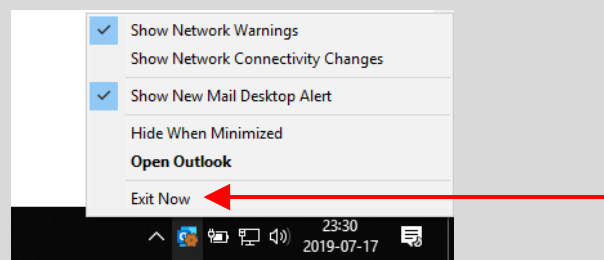 Show Network Warnings
Show Network Connectivity Changes
Show New Mail Desktop Alert
Hide When Minimized
Open Outlook
Exit Now
23:30
2019-07-17